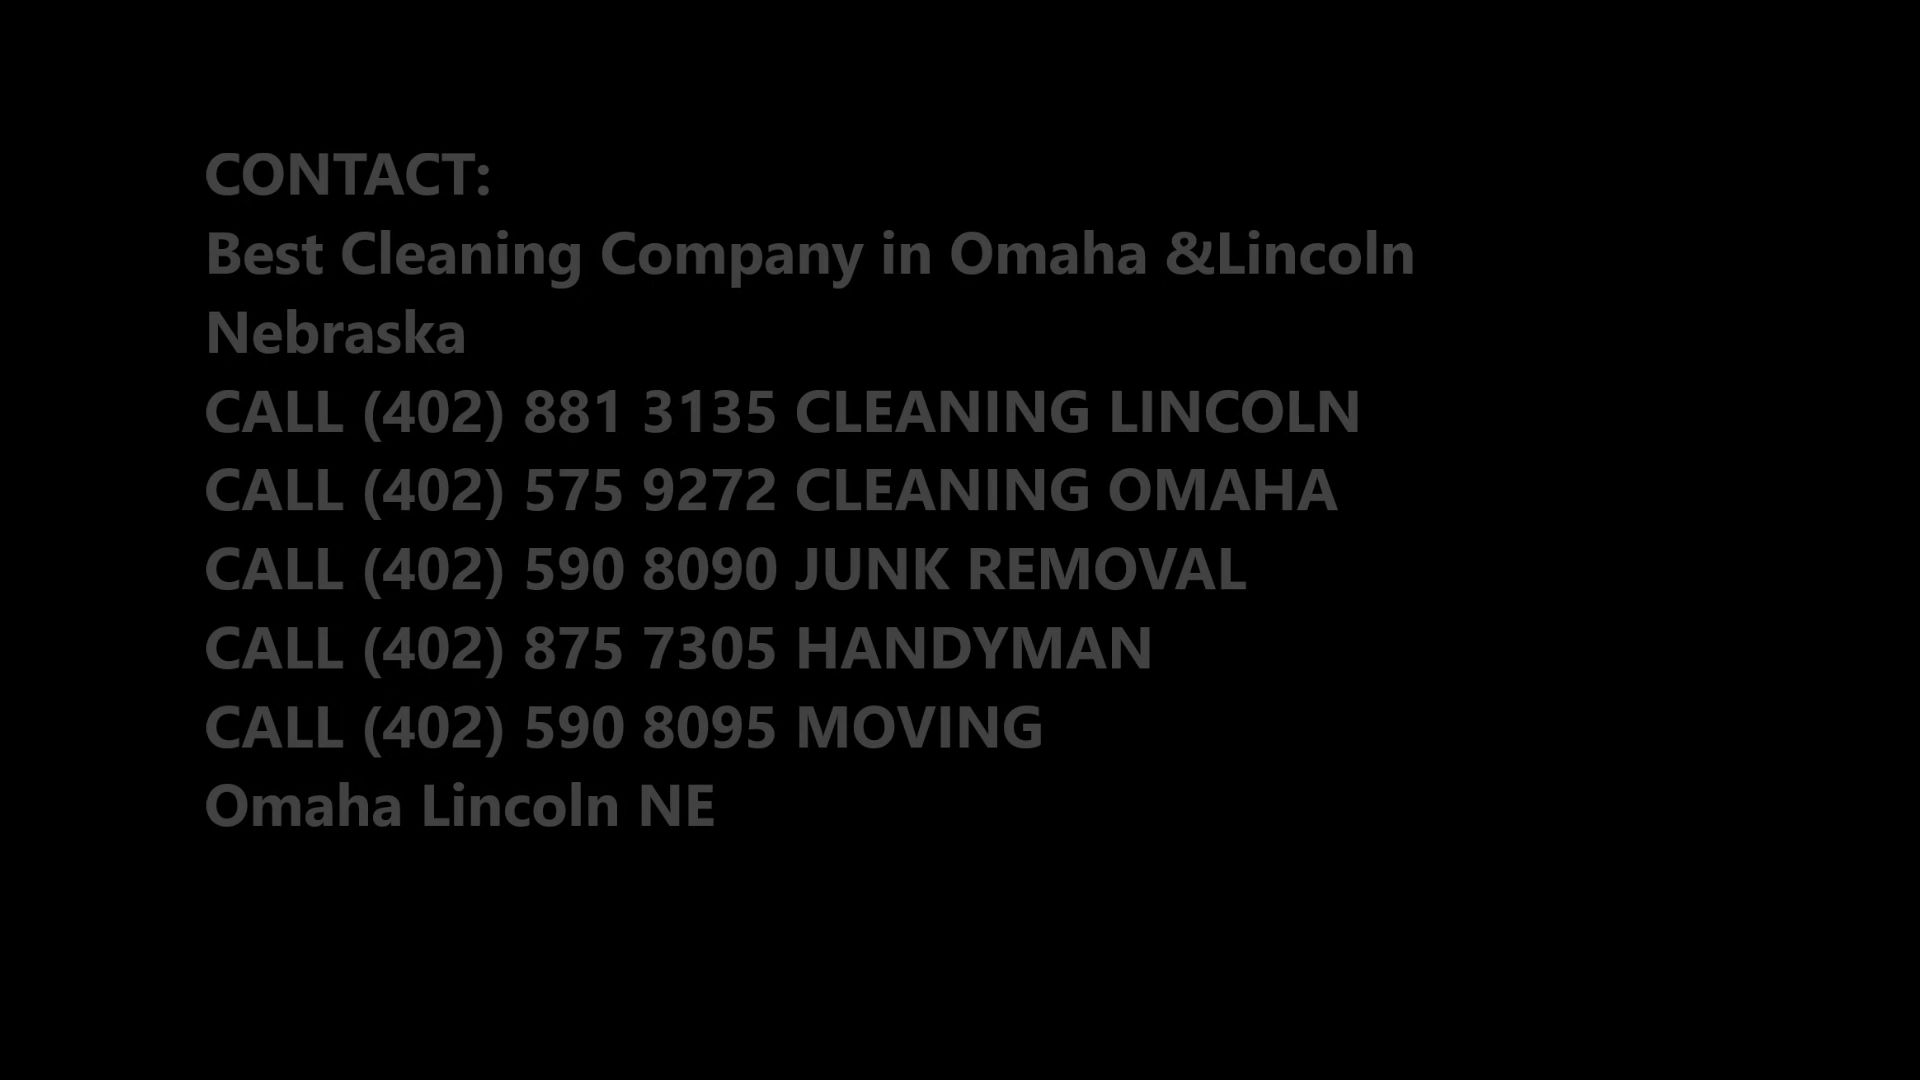 CONTACT:
Best Cleaning Company in Omaha &Lincoln
Nebraska
CALL (402) 881 3135 CLEANING LINCOLN
CALL (402) 575 9272 CLEANING OMAHA
CALL (402) 590 8090 JUNK REMOVAL
CALL (402) 875 7305 HANDYMAN
CALL (402) 590 8095 MOVING
Omaha Lincoln NE